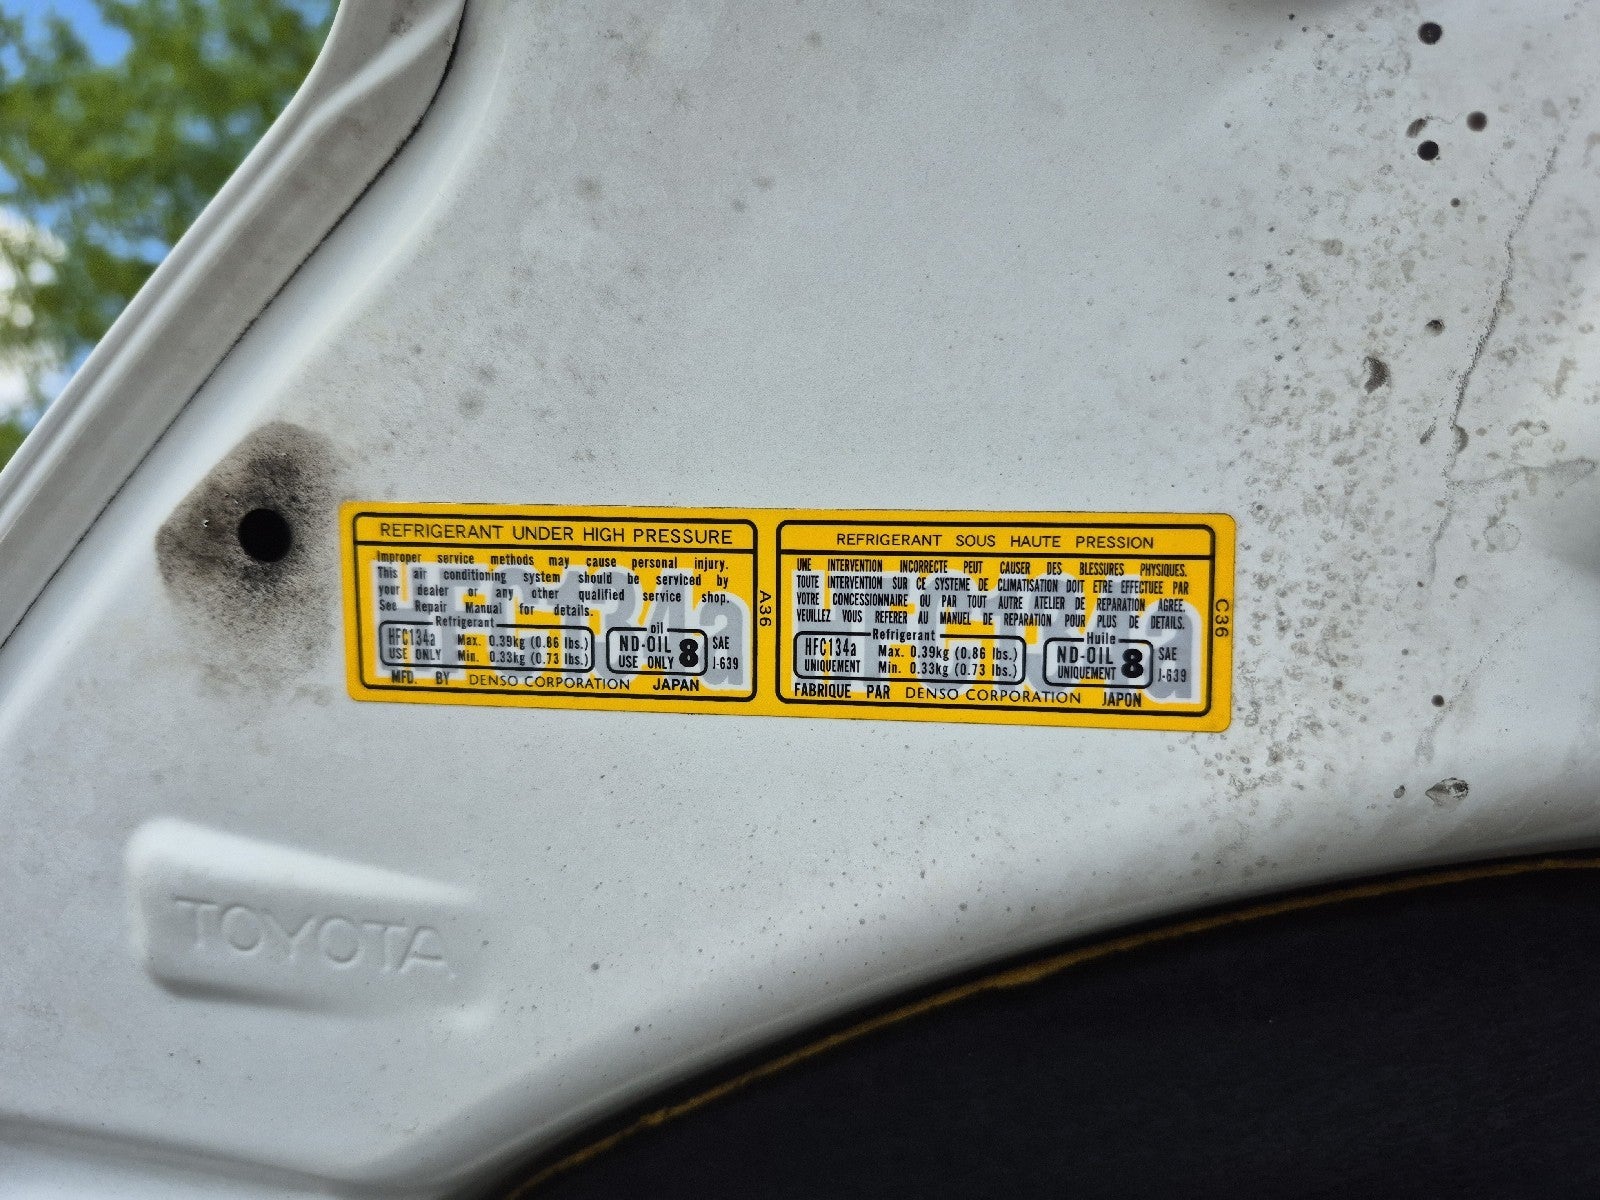 REFRIGERANT UNDER HIGH PRESSURE
Improper service methods may cause personal injury.
This air conditioning system should be serviced by
your dealer or any other qualified service shop.
See Repair Manual for details.
HFC134a
Refrigerant
HFC134a
USE ONLY
Max. 0.39kg (0.86 lbs.)
Min. 0.33kg (0.73 lbs.)
oil
ND-OIL 8
USE ONLY
SAE
J-639
MFD. BY DENSO CORPORATION JAPAN
A36
REFRIGERANT SOUS HAUTE PRESSION
UNE INTERVENTION INCORRECTE PEUT CAUSER DES BLESSURES PHYSIQUES.
TOUTE INTERVENTION SUR CE SYSTEME DE CLIMATISATION DOIT ETRE EFFECTUEE PAR
VOTRE CONCESSIONNAIRE OU PAR TOUT AUTRE ATELIER DE REPARATION AGREE.
VEUILLEZ VOUS REFERER AU MANUEL DE REPARATION POUR PLUS DE DETAILS.
HFC134a
Refrigerant
HFC134a
UNIQUEMENT
Max. 0.39kg (0.86 lbs.)
Min. 0.33kg (0.73 lbs.)
Huile
ND-OIL 8
UNIQUEMENT
SAE
J-639
FABRIQUE PAR DENSO CORPORATION JAPON
C36
TOYOTA